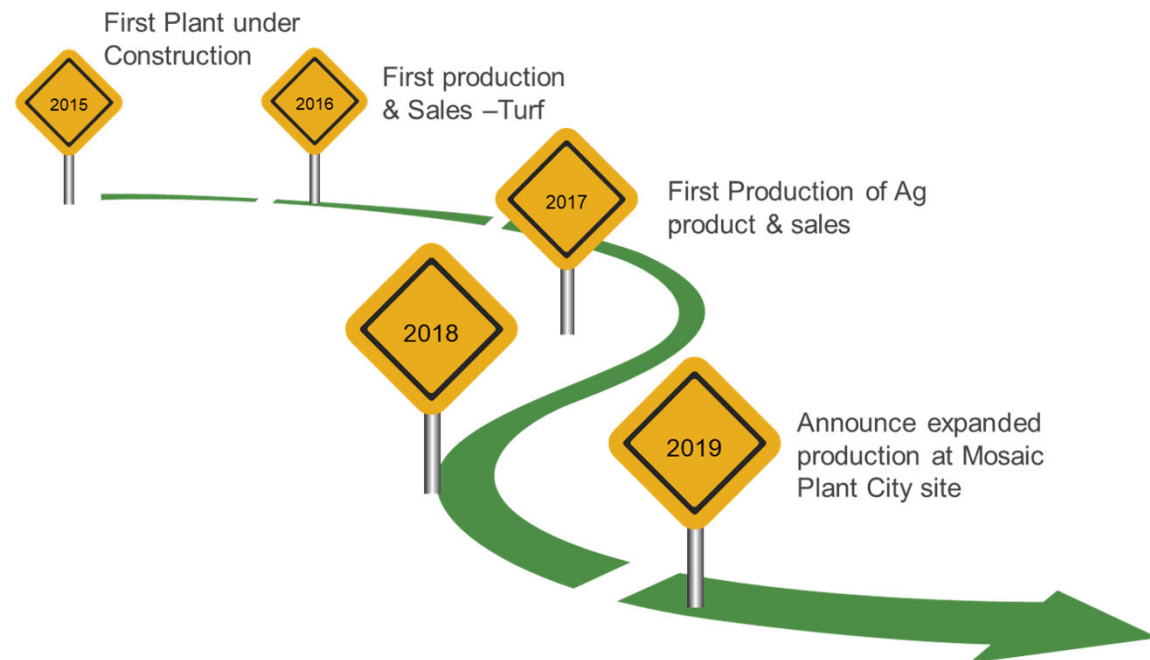 First Plant under
Construction
2015
2016
First production
& Sales –Turf
2017
First Production of Ag
product & sales
2018
2019
Announce expanded
production at Mosaic
Plant City site